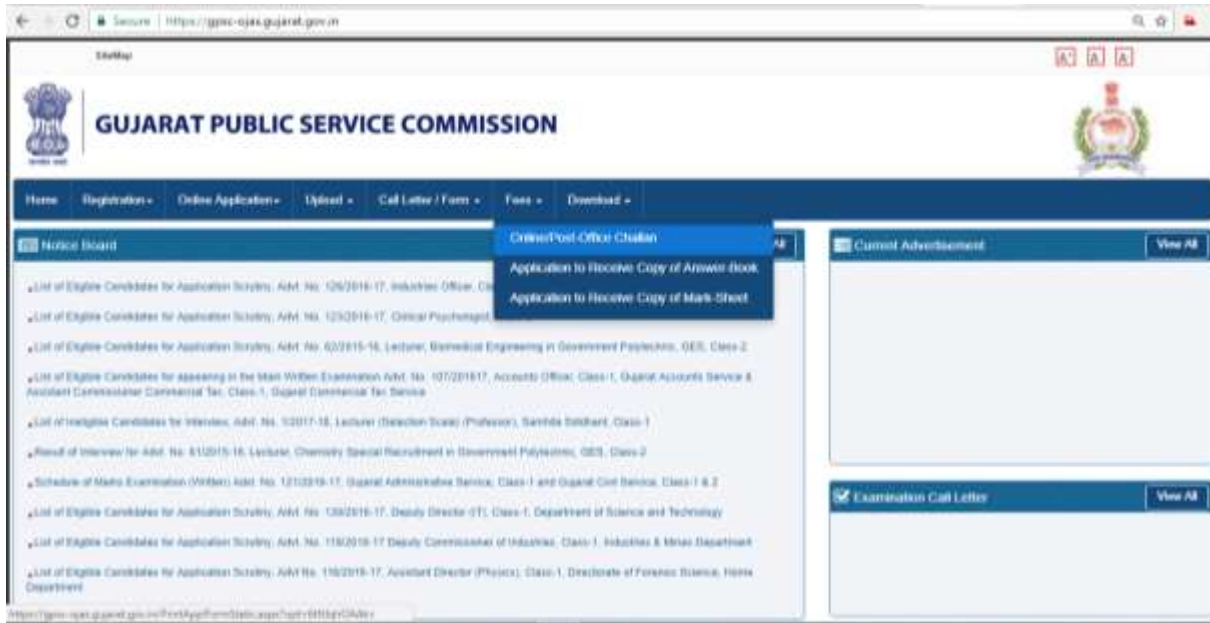 Secure https://gpsc-ojas.gujarat.gov.in
SiteMap
A+ A A
GUJARAT PUBLIC SERVICE COMMISSION
Home Registration Online Application Upload Call Letter / Form Fees Download
Notice Board All
Online/Post-Office Challan
Application to Receive Copy of Answer-Book
Application to Receive Copy of Mark-Sheet
Current Advertisement View All
List of Eligible Candidates for Application Scrutiny, Advt. No. 126/2016-17, Industries Officer,
List of Eligible Candidates for Application Scrutiny, Advt. No. 123/2016-17, Clinical Psychologist,
List of Eligible Candidates for Application Scrutiny, Advt. No. 62/2015-16, Lecturer, Biomedical Engineering in Government Polytechnic, GES, Class-2
List of Eligible Candidates for appearing in the Main Written Examination Advt. No. 107/201617, Accounts Officer, Class-1, Gujarat Accounts Service &
Assistant Commissioner Commercial Tax, Class-1, Gujarat Commercial Tax Service
List of Ineligible Candidates for Interview, Advt. No. 1/2017-18, Lecturer (Selection Scale) (Professor), Samhita Siddhant, Class-1
Result of Interview for Advt. No. 61/2015-16, Lecturer, Chemistry Special Recruitment in Government Polytechnic, GES, Class-2
Schedule of Mains Examination (Written) Advt. No. 121/2016-17, Gujarat Administrative Service, Class-1 and Gujarat Civil Service, Class-1 & 2
List of Eligible Candidates for Application Scrutiny, Advt. No. 130/2016-17, Deputy Director (IT), Class-1, Department of Science and Technology
List of Eligible Candidates for Application Scrutiny, Advt. No. 118/2016-17 Deputy Commissioner of Industries, Class-1, Industries & Mines Department
List of Eligible Candidates for Application Scrutiny, Advt No. 116/2016-17, Assistant Director (Physics), Class-1, Directorate of Forensic Science, Home
Department
Examination Call Letter View All